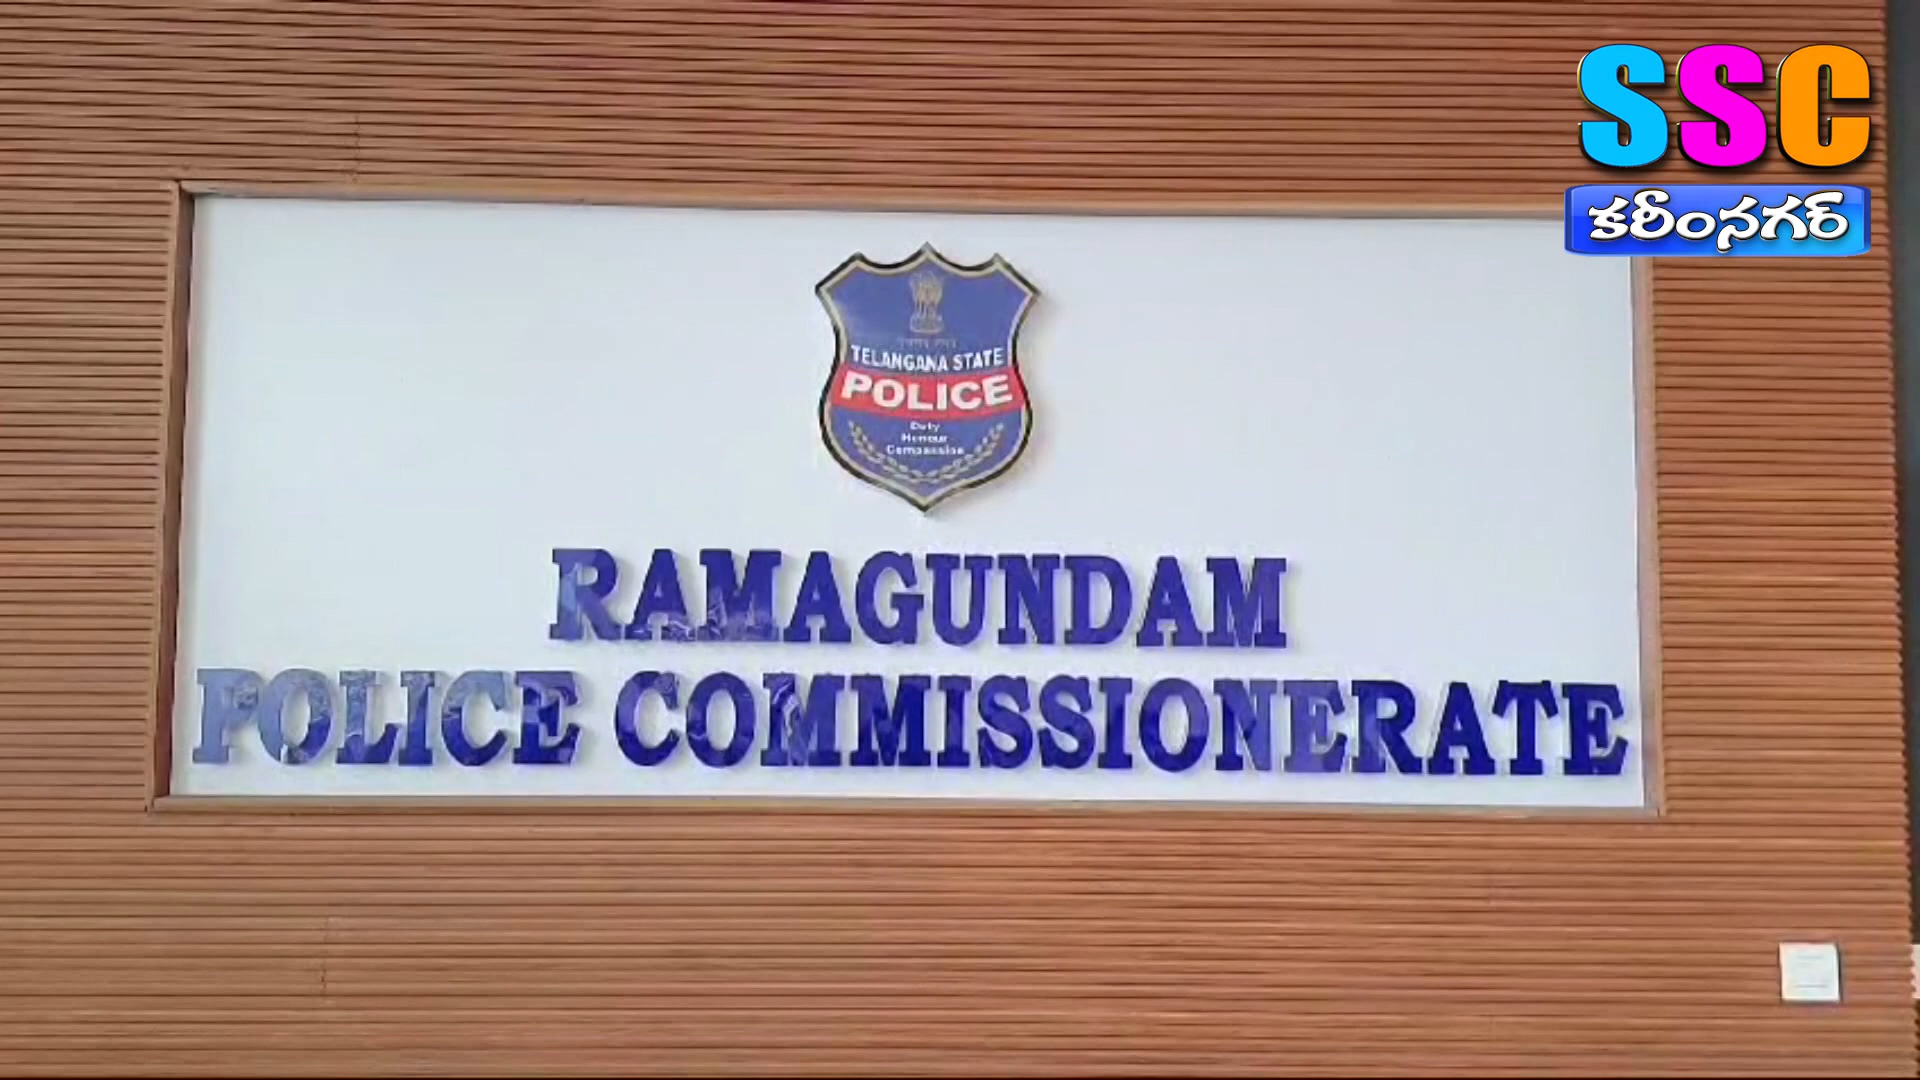 SSC
కరీంనగర్
TELANGANA STATE
POLICE
Duty
Honour
Compassion
RAMAGUNDAM
POLICE COMMISSIONERATE